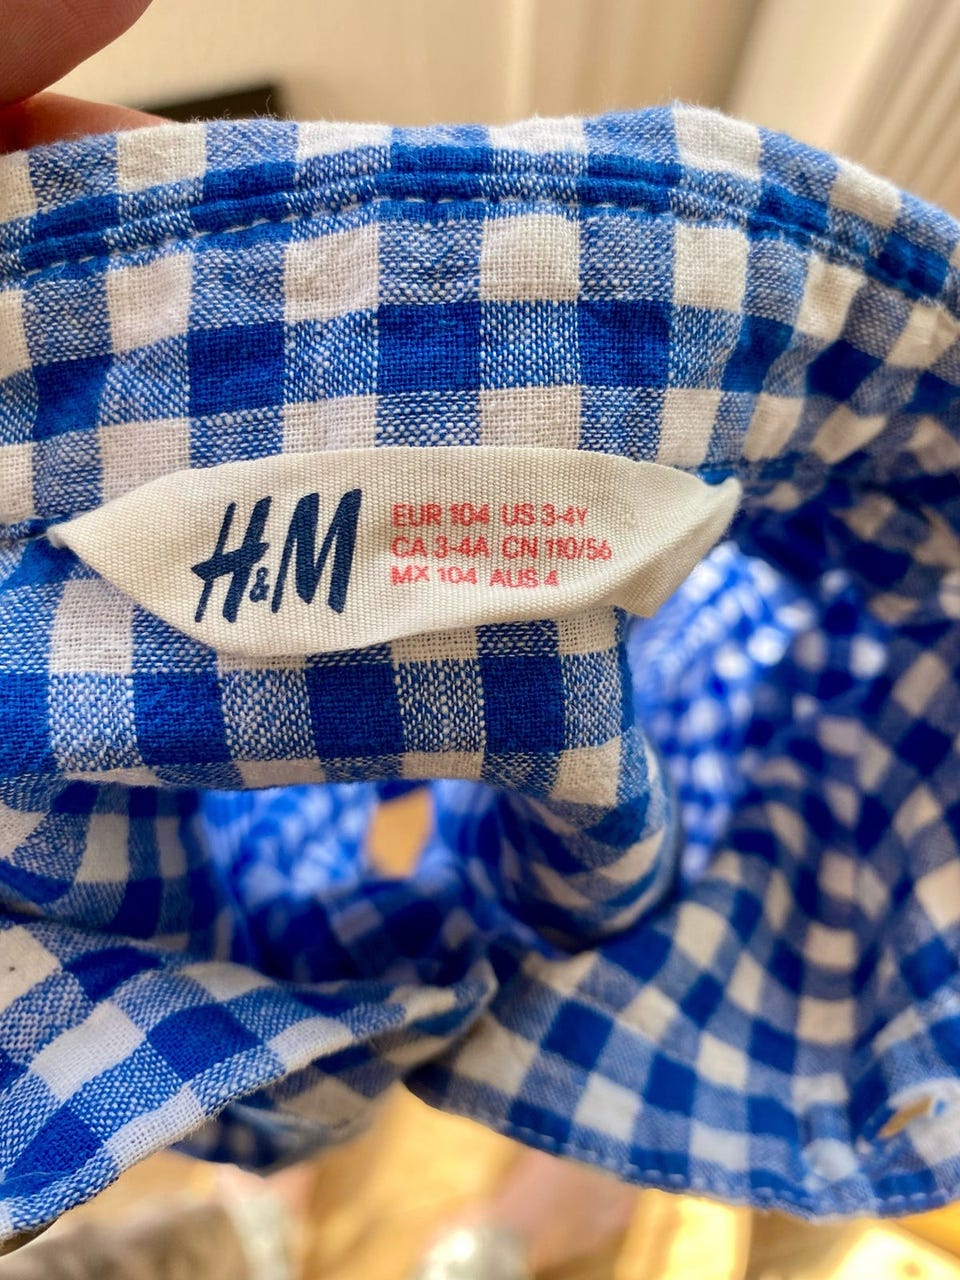 H&M
EUR 104 US 3-4Y
CA 3-4A CN 110/56
MX 104 AUS 4